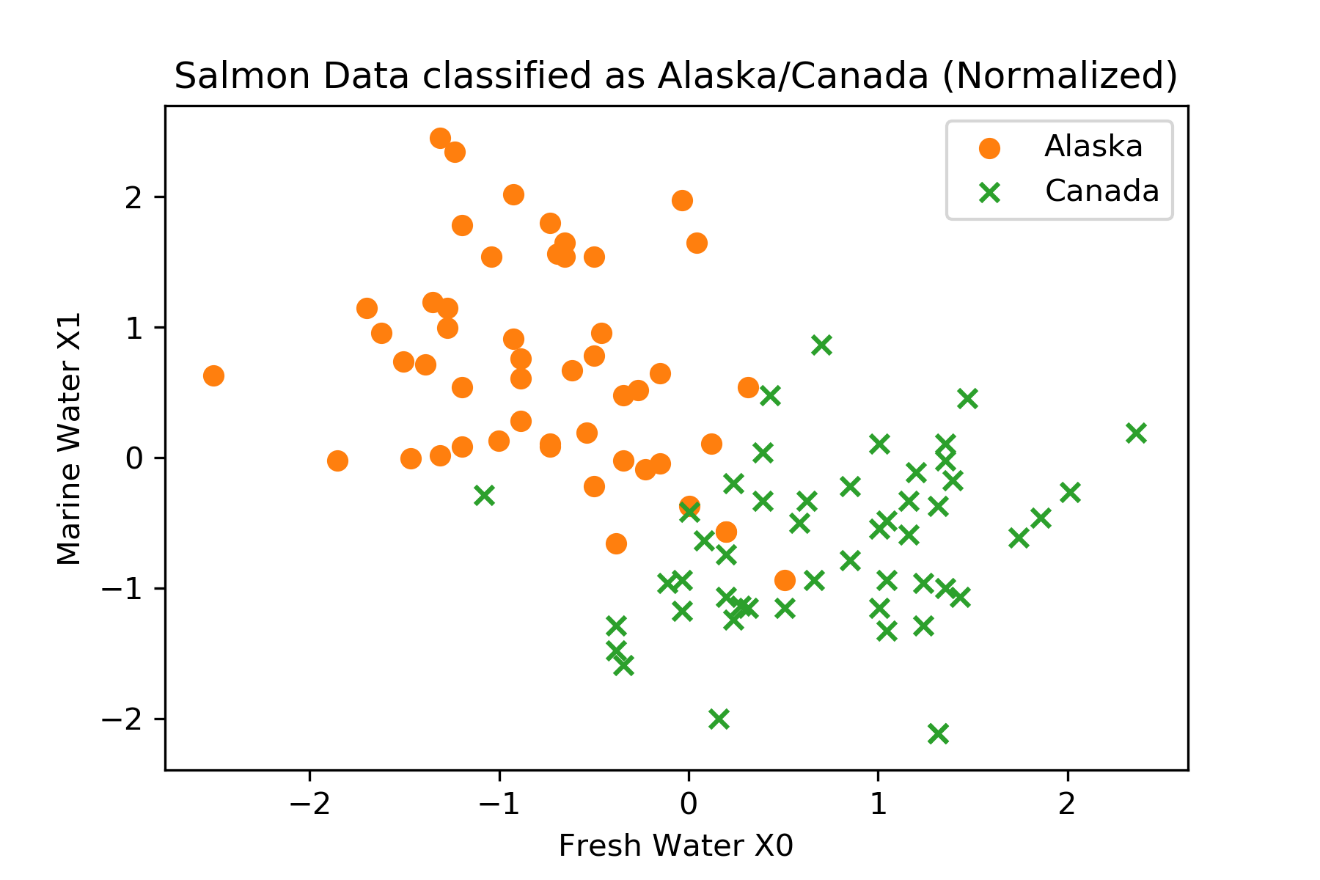 Salmon Data classified as Alaska/Canada (Normalized)
Alaska
Canada
Marine Water X1
2
1
0
−1
−2
−2
−1
0
1
2
Fresh Water X0